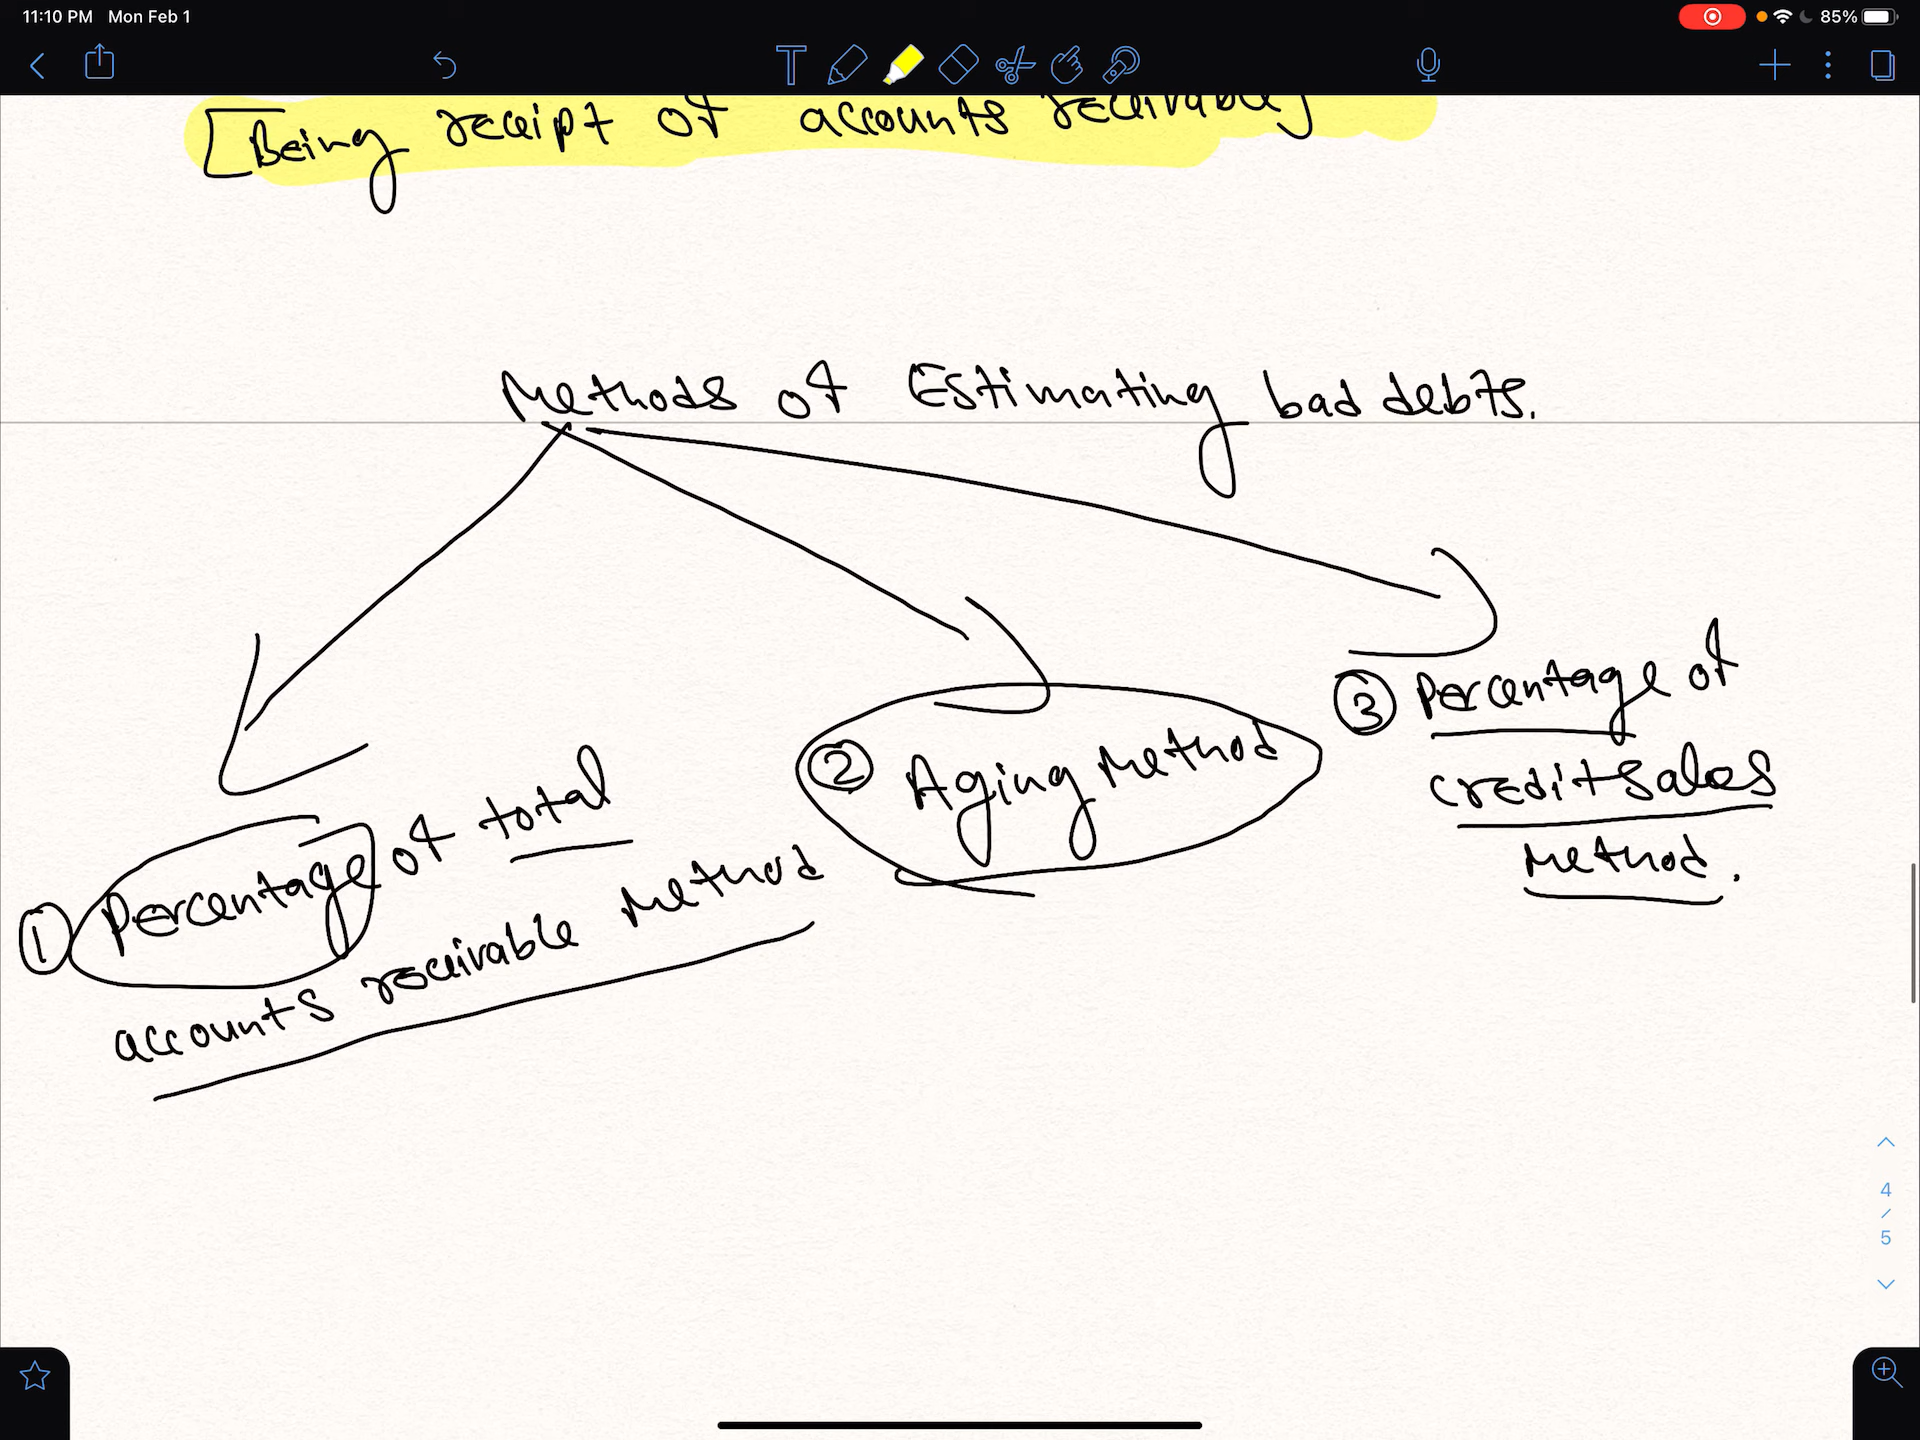 11:10 PM Mon Feb 1
85%
[Being receipt of accounts receivable]
Methods of Estimating bad debts.
① Percentage of total
accounts receivable Method
② Aging Method
③ Percentage of
credit sales
Method.
4
/
5